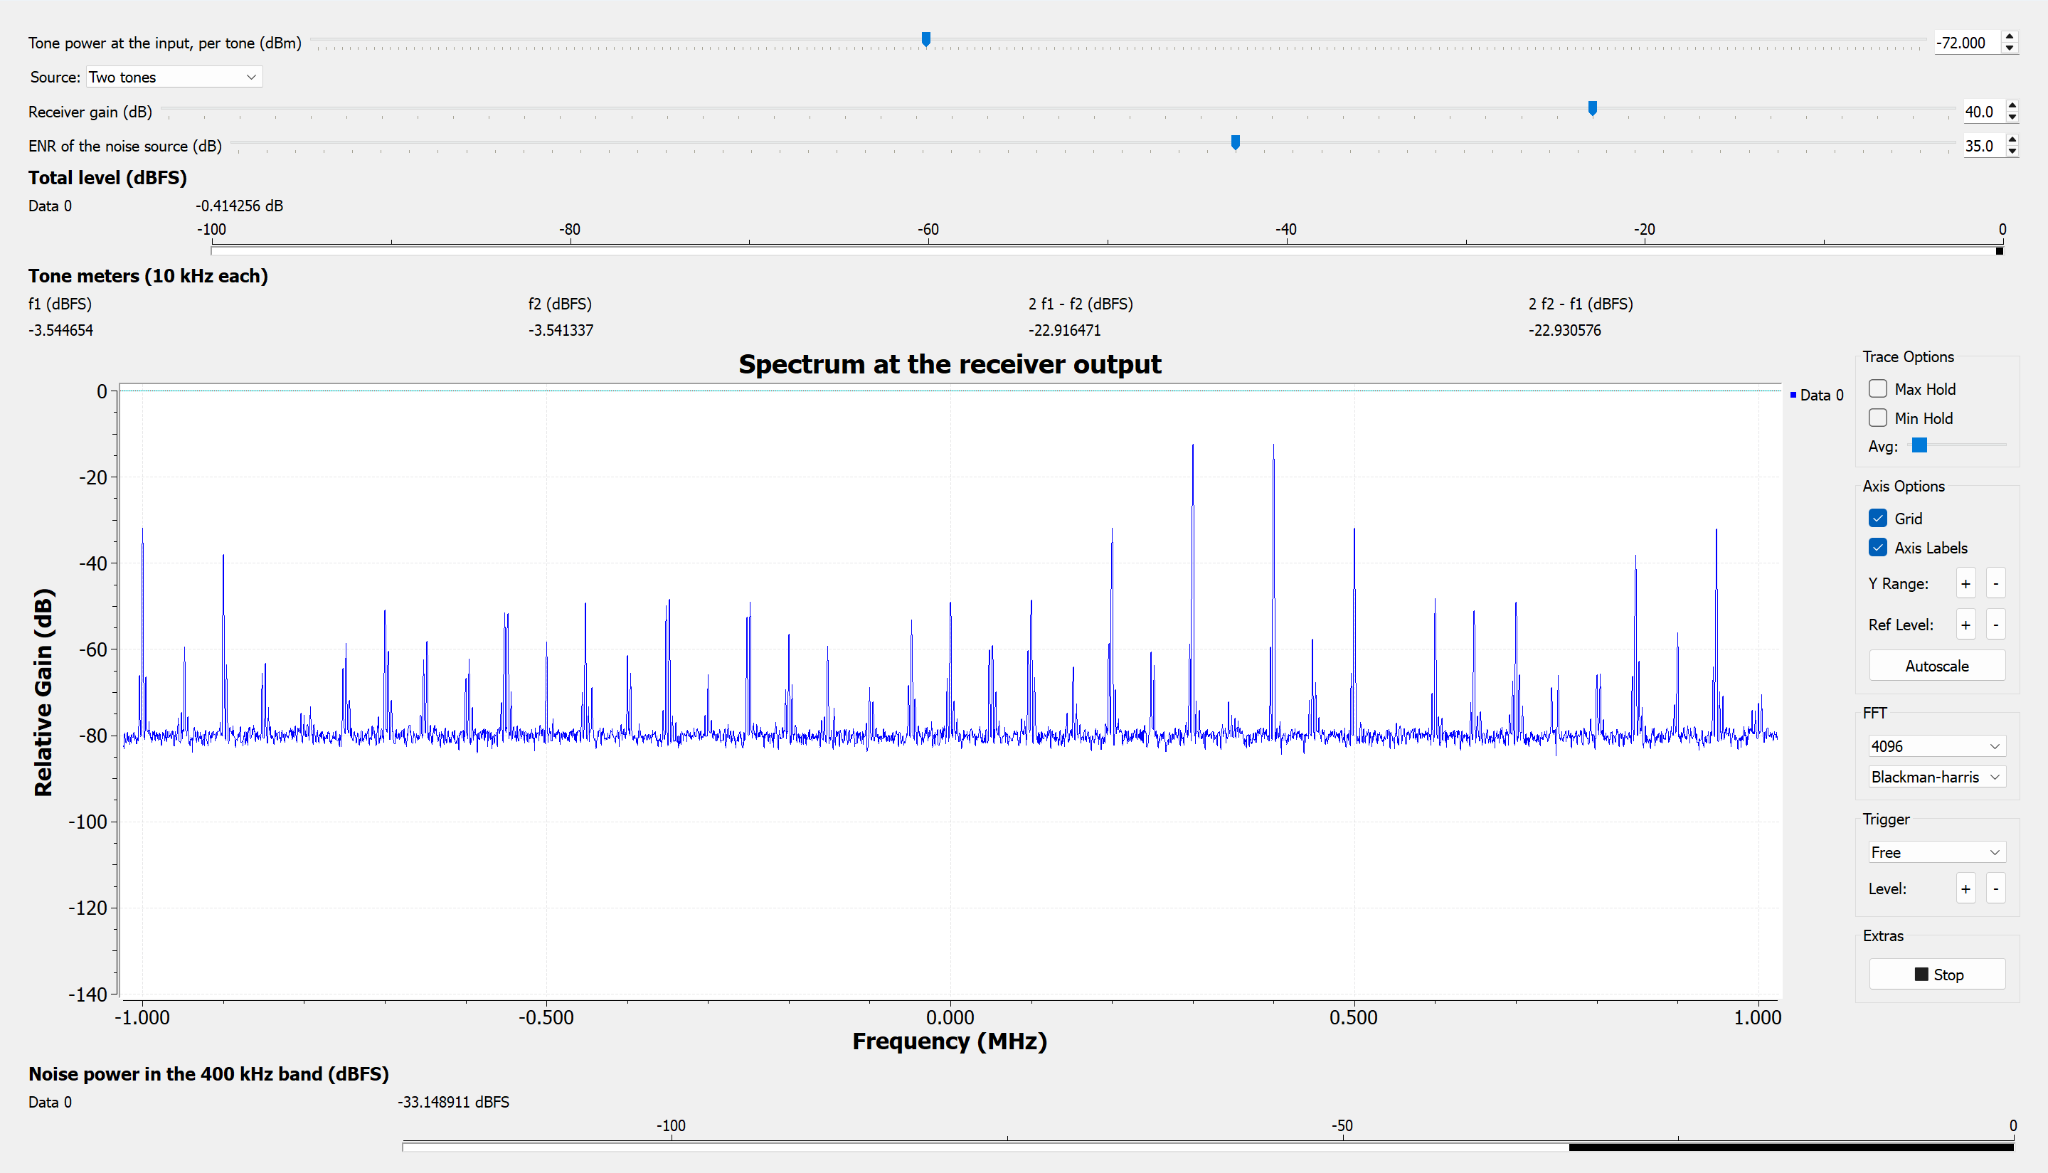 Tone power at the input, per tone (dBm) -72.000
Source: Two tones
Receiver gain (dB) 40.0
ENR of the noise source (dB) 35.0
Total level (dBFS)
Data 0 -0.414256 dB
-100 -80 -60 -40 -20 0
Tone meters (10 kHz each)
f1 (dBFS) f2 (dBFS) 2 f1 - f2 (dBFS) 2 f2 - f1 (dBFS)
-3.544654 -3.541337 -22.916471 -22.930576
Spectrum at the receiver output
Data 0
0
-20
-40
-60
-80
-100
-120
-140
Relative Gain (dB)
-1.000 -0.500 0.000 0.500 1.000
Frequency (MHz)
Trace Options
Max Hold
Min Hold
Avg:
Axis Options
Grid
Axis Labels
Y Range: + -
Ref Level: + -
Autoscale
FFT
4096
Blackman-harris
Trigger
Free
Level: + -
Extras
Stop
Noise power in the 400 kHz band (dBFS)
Data 0 -33.148911 dBFS
-100 -50 0